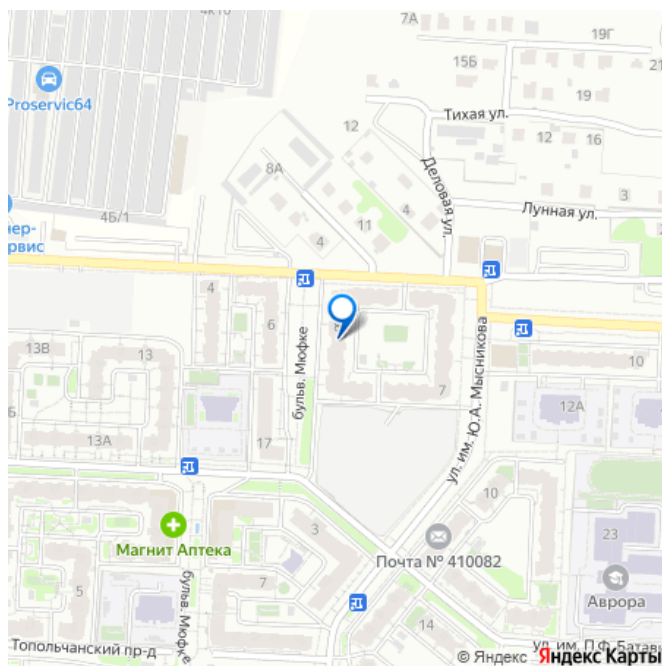 4к16
7А
19Г
15Б
21
Proservic64
19
Тихая ул.
12
12
16
8А
Деловая ул.
3
4
11
Лунная ул.
4Б/1
нер-
рвис
4
4
6
бульв. Мюфке
ул. им. Ю.А. Мысникова
13В
13
10
7
12А
Б
13А
17
10
3
Магнит Аптека
Почта № 410082
23
5
7
бульв. Мюфке
Аврора
14
Топольчанский пр-д
ул. им. П.Ф. Батав
© Яндекс Яндекс Карты